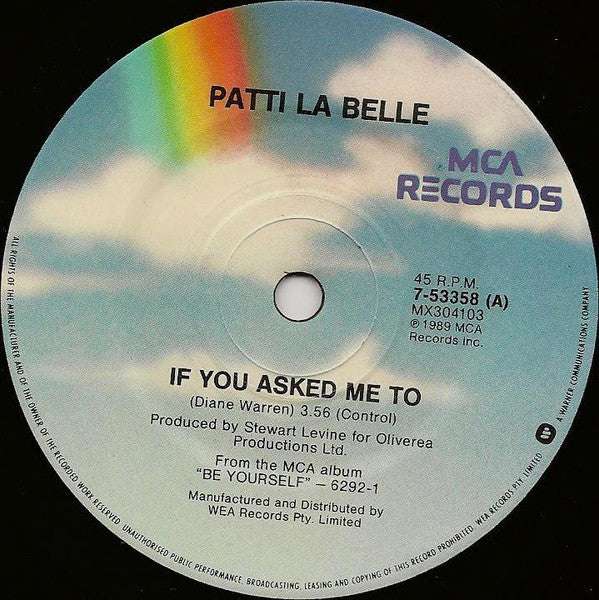 PATTI LA BELLE
MCA
RECORDS
45 R.P.M.
7-53358 (A)
MX304103
℗ 1989 MCA
Records Inc.
IF YOU ASKED ME TO
(Diane Warren) 3.56 (Control)
Produced by Stewart Levine for Oliverea
Productions Ltd.
From the MCA album
"BE YOURSELF" – 6292-1
Manufactured and Distributed by
WEA Records Pty. Limited
ALL RIGHTS OF THE MANUFACTURER AND OF THE OWNER OF THE RECORDED WORK RESERVED. UNAUTHORISED PUBLIC PERFORMANCE, BROADCASTING, LEASING AND COPYING OF THIS RECORD PROHIBITED. WEA RECORDS PTY. LIMITED
A WARNER COMMUNICATIONS COMPANY